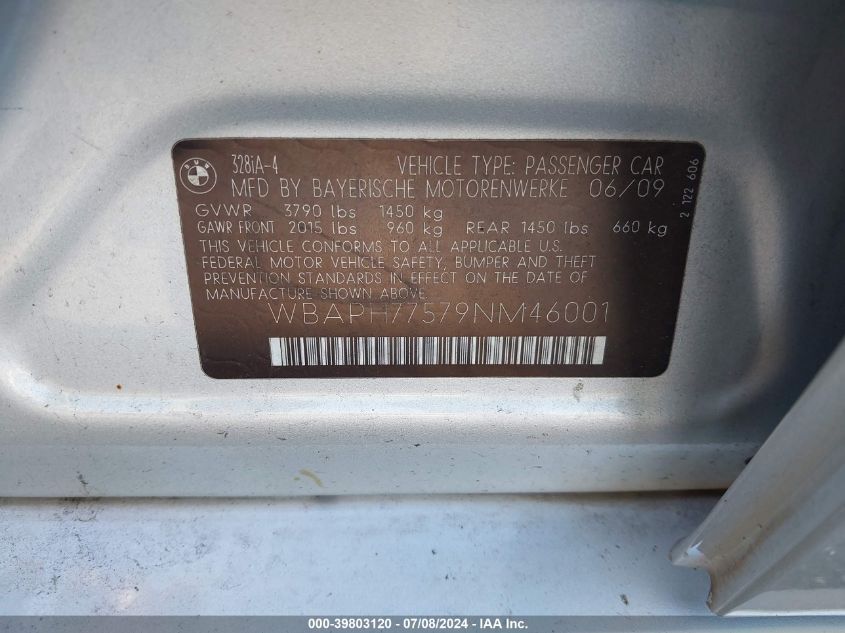 BMW
328iA-4 VEHICLE TYPE: PASSENGER CAR
MFD BY BAYERISCHE MOTORENWERKE 06/09
GVWR 3790 lbs 1450 kg
GAWR FRONT 2015 lbs 960 kg REAR 1450 lbs 660 kg
THIS VEHICLE CONFORMS TO ALL APPLICABLE U.S.
FEDERAL MOTOR VEHICLE SAFETY, BUMPER AND THEFT
PREVENTION STANDARDS IN EFFECT ON THE DATE OF
MANUFACTURE SHOWN ABOVE.
WBAPH77579NM46001
2 122 606
000-39803120 - 07/08/2024 - IAAI.com